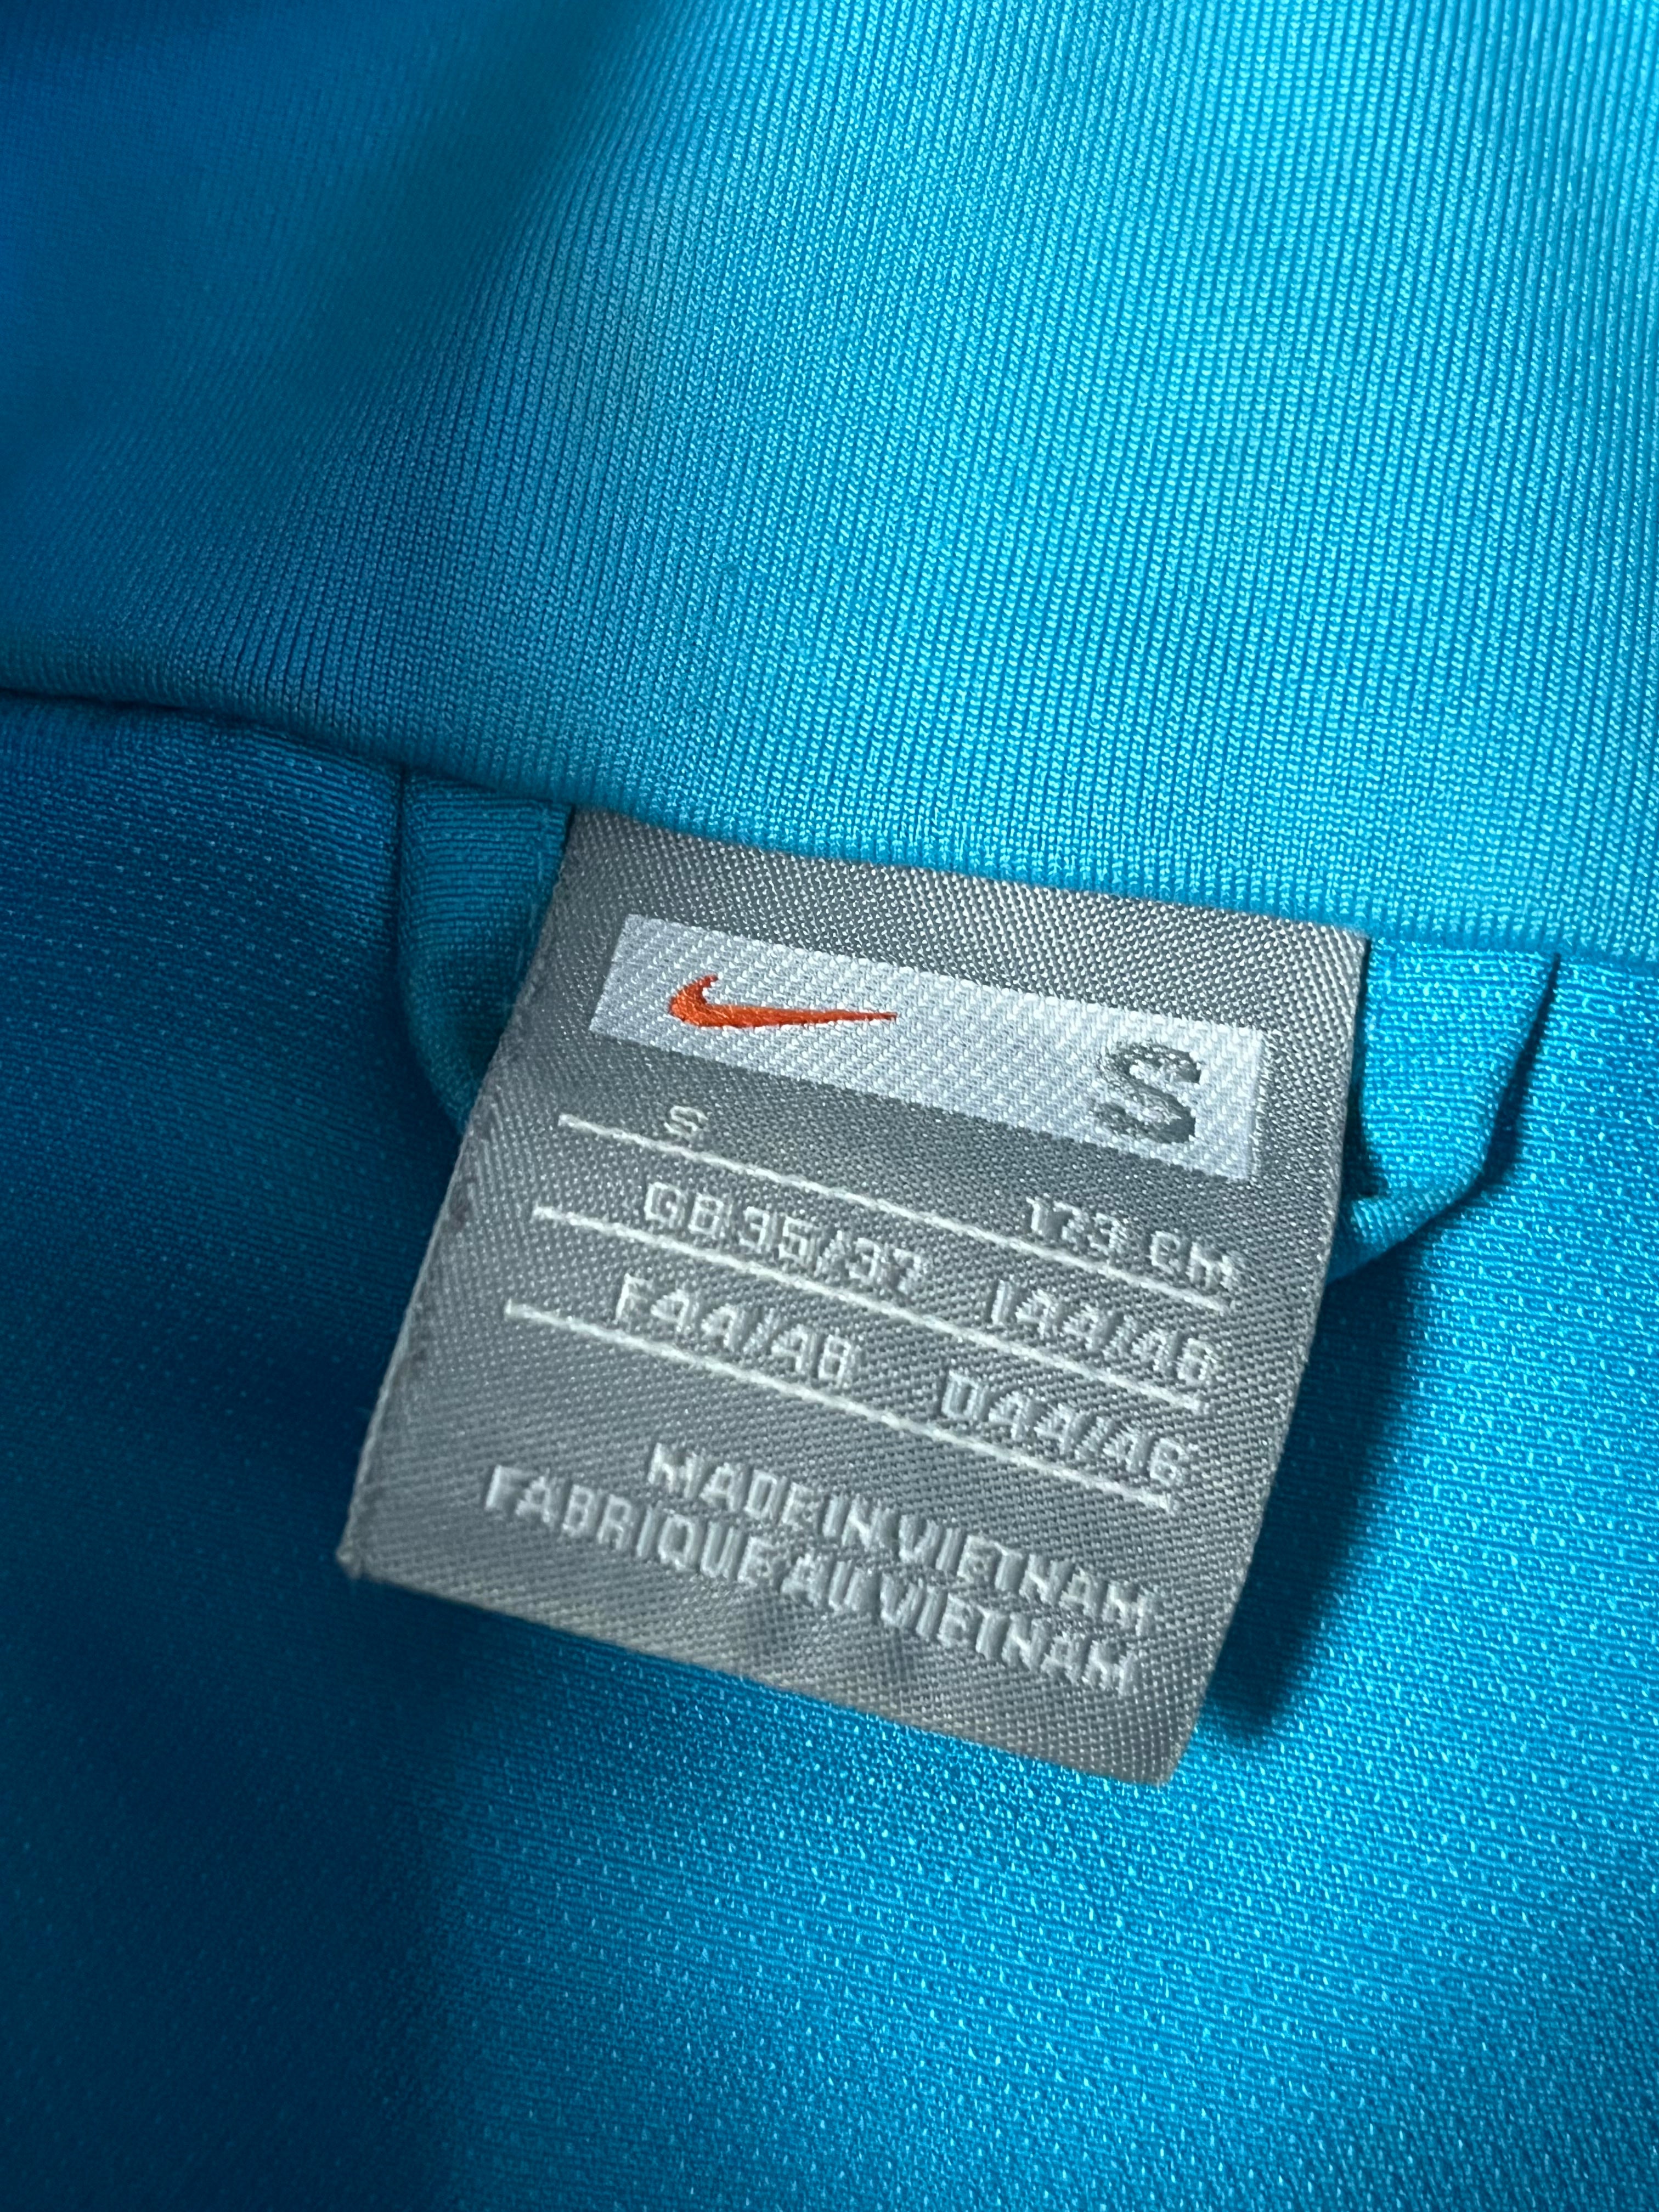 S
S 173 cm
GB 35/37 I 44/46
F 44/46 D 44/46
MADE IN VIETNAM
FABRIQUE AU VIETNAM